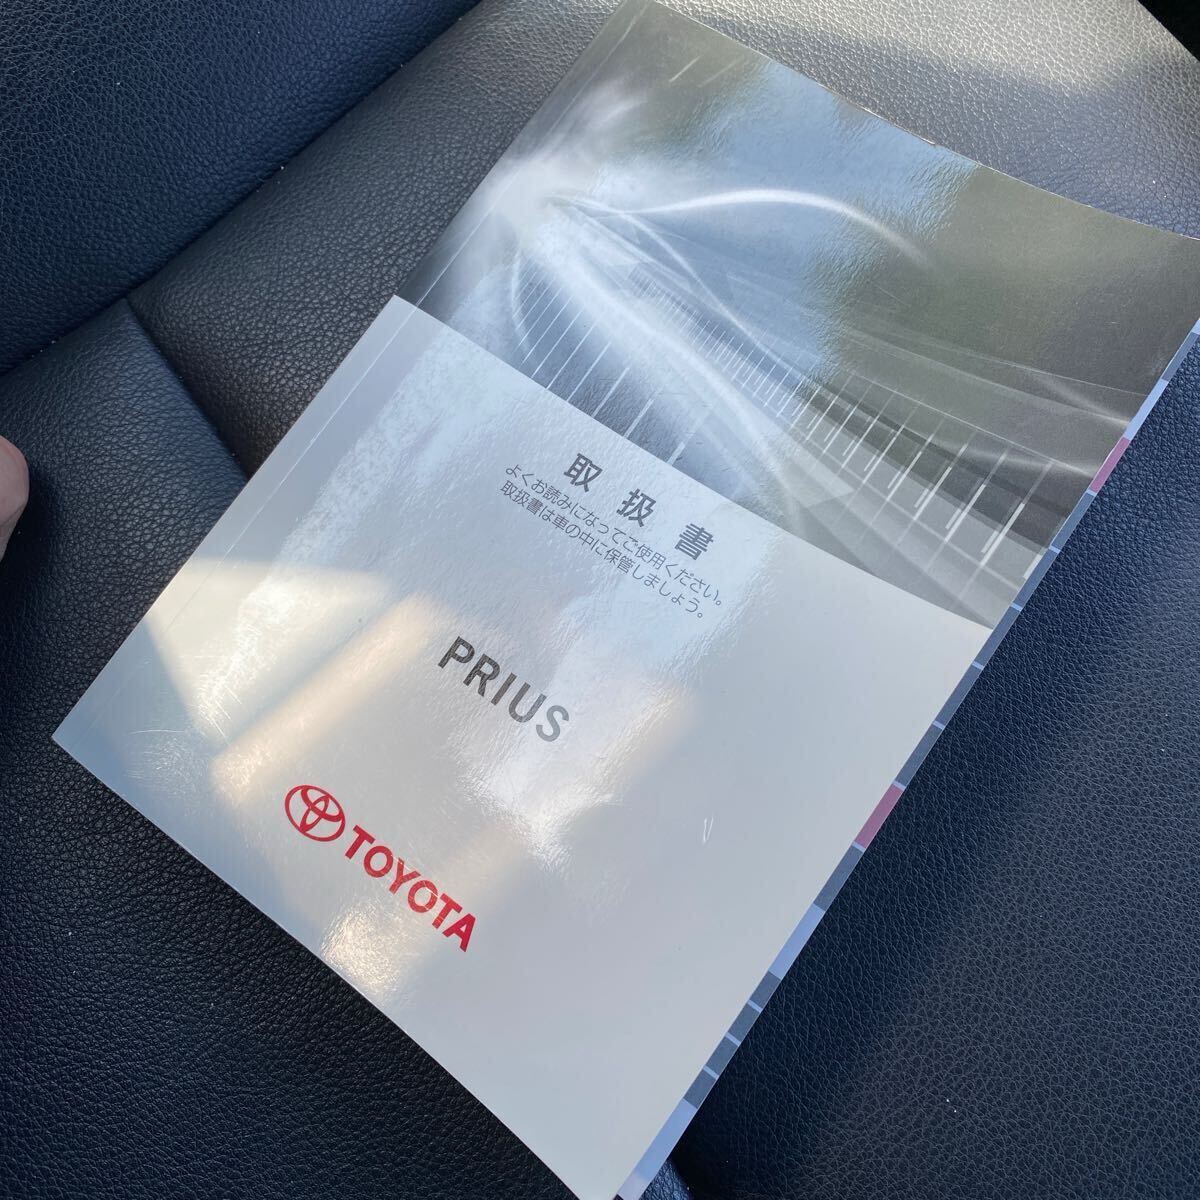 取扱書
よくお読みになってご使用ください。
取扱書は車の中に保管しましょう。
PRIUS
TOYOTA